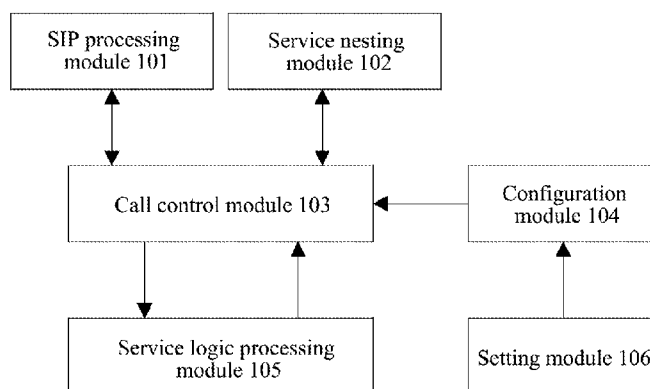 SIP processing
module 101
Service nesting
module 102
Call control module 103
Configuration
module 104
Service logic processing
module 105
Setting module 106